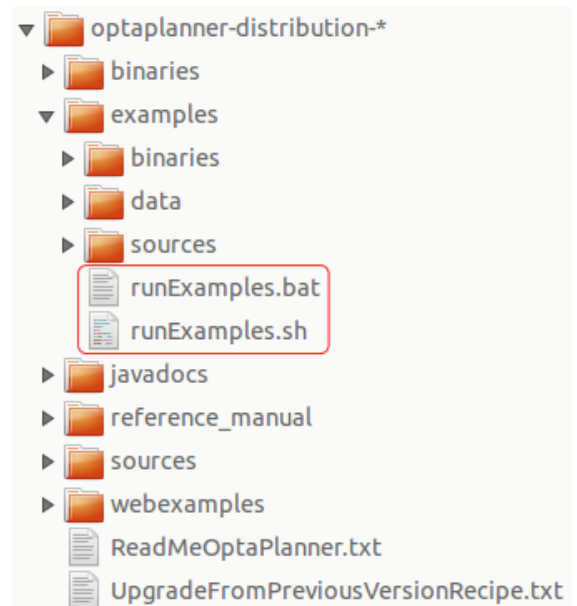 optaplanner-distribution-*
binaries
examples
binaries
data
sources
runExamples.bat
runExamples.sh
javadocs
reference_manual
sources
webexamples
ReadMeOptaPlanner.txt
UpgradeFromPreviousVersionRecipe.txt